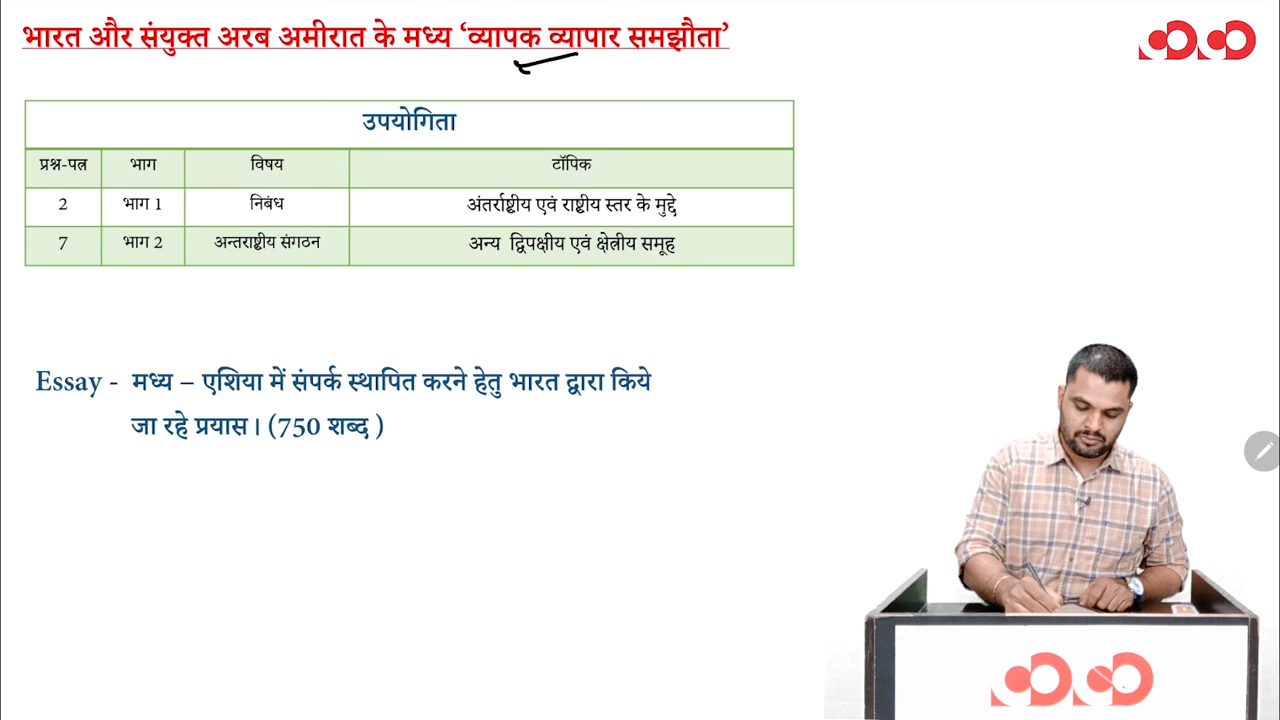 भारत और संयुक्त अरब अमीरात के मध्य ‘व्यापक व्यापार समझौता’
उपयोगिता
प्रश्न-पत्र भाग विषय टॉपिक
2 भाग 1 निबंध अंतर्राष्ट्रीय एवं राष्ट्रीय स्तर के मुद्दे
7 भाग 2 अन्तराष्ट्रीय संगठन अन्य द्विपक्षीय एवं क्षेत्रीय समूह
Essay - मध्य – एशिया में संपर्क स्थापित करने हेतु भारत द्वारा किये
जा रहे प्रयास। (750 शब्द )